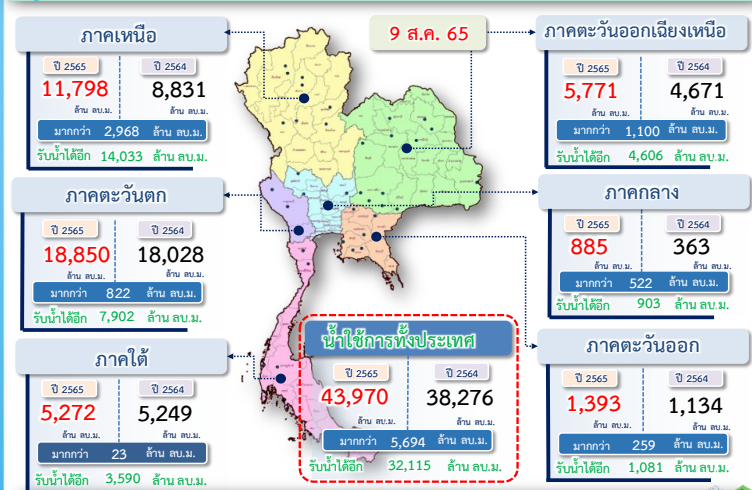 ภาคเหนือ
ปี 2565 ปี 2564
11,798 8,831
ล้าน ลบ.ม. ล้าน ลบ.ม.
มากกว่า 2,968 ล้าน ลบ.ม.
รับน้ำได้อีก 14,033 ล้าน ลบ.ม.
9 ส.ค. 65
ภาคตะวันออกเฉียงเหนือ
ปี 2565 ปี 2564
5,771 4,671
ล้าน ลบ.ม. ล้าน ลบ.ม.
มากกว่า 1,100 ล้าน ลบ.ม.
รับน้ำได้อีก 4,606 ล้าน ลบ.ม.
ภาคตะวันตก
ปี 2565 ปี 2564
18,850 18,028
ล้าน ลบ.ม. ล้าน ลบ.ม.
มากกว่า 822 ล้าน ลบ.ม.
รับน้ำได้อีก 7,902 ล้าน ลบ.ม.
ภาคกลาง
ปี 2565 ปี 2564
885 363
ล้าน ลบ.ม. ล้าน ลบ.ม.
มากกว่า 522 ล้าน ลบ.ม.
รับน้ำได้อีก 903 ล้าน ลบ.ม.
ภาคใต้
ปี 2565 ปี 2564
5,272 5,249
ล้าน ลบ.ม. ล้าน ลบ.ม.
มากกว่า 23 ล้าน ลบ.ม.
รับน้ำได้อีก 3,590 ล้าน ลบ.ม.
น้ำใช้การทั้งประเทศ
ปี 2565 ปี 2564
43,970 38,276
ล้าน ลบ.ม. ล้าน ลบ.ม.
มากกว่า 5,694 ล้าน ลบ.ม.
รับน้ำได้อีก 32,115 ล้าน ลบ.ม.
ภาคตะวันออก
ปี 2565 ปี 2564
1,393 1,134
ล้าน ลบ.ม. ล้าน ลบ.ม.
มากกว่า 259 ล้าน ลบ.ม.
รับน้ำได้อีก 1,081 ล้าน ลบ.ม.